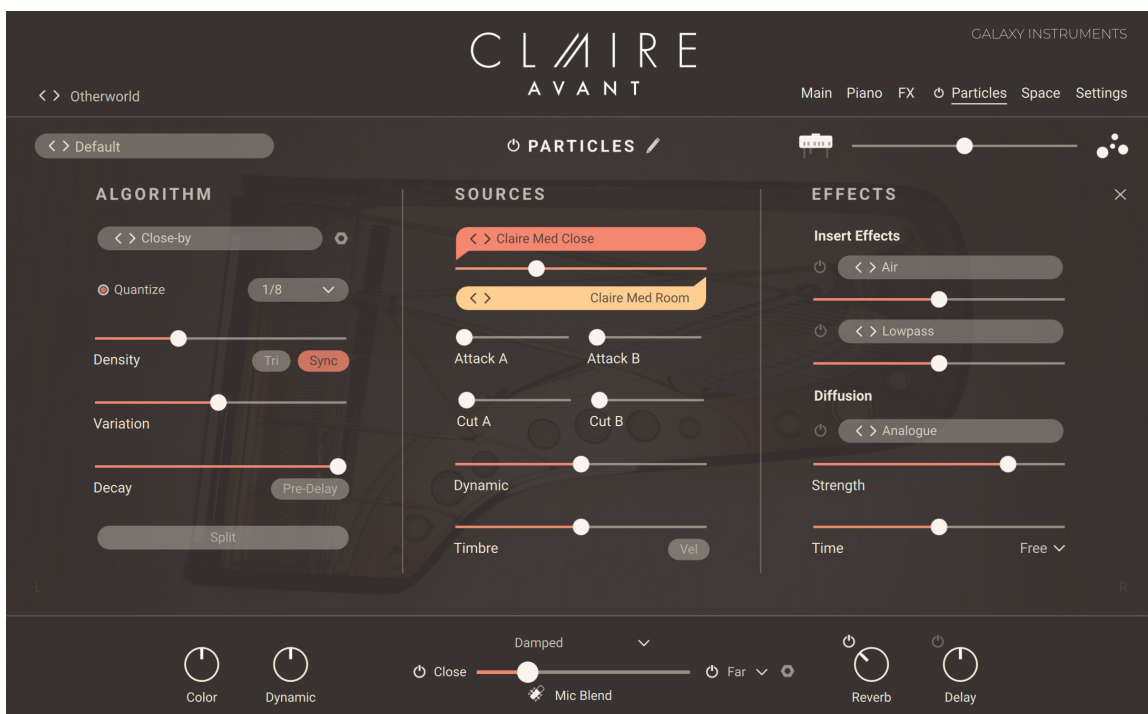 GALAXY INSTRUMENTS
CLAIRE
AVANT
Otherworld
Main Piano FX Particles Space Settings
Default
PARTICLES
ALGORITHM
Close-by
Quantize 1/8
Density Tri Sync
Variation
Decay Pre-Delay
Split
SOURCES
Claire Med Close
Claire Med Room
Attack A Attack B
Cut A Cut B
Dynamic
Timbre Vel
EFFECTS
Insert Effects
Air
Lowpass
Diffusion
Analogue
Strength
Time Free
L R
Damped
Close Far
Mic Blend
Color Dynamic
Reverb Delay